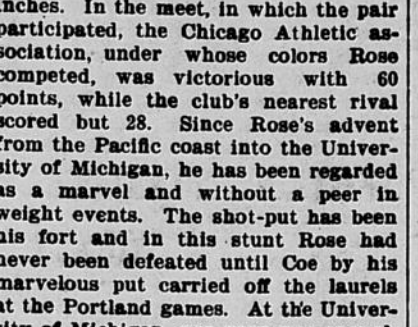 inches. In the meet, in which the pair
participated, the Chicago Athletic as-
sociation, under whose colors Rose
competed, was victorious with 60
points, while the club's nearest rival
scored but 28. Since Rose's advent
from the Pacific coast into the Univer-
sity of Michigan, he has been regarded
as a marvel and without a peer in
weight events. The shot-put has been
his fort and in this stunt Rose had
never been defeated until Coe by his
marvelous put carried off the laurels
at the Portland games. At the Univer-
sity of Michigan